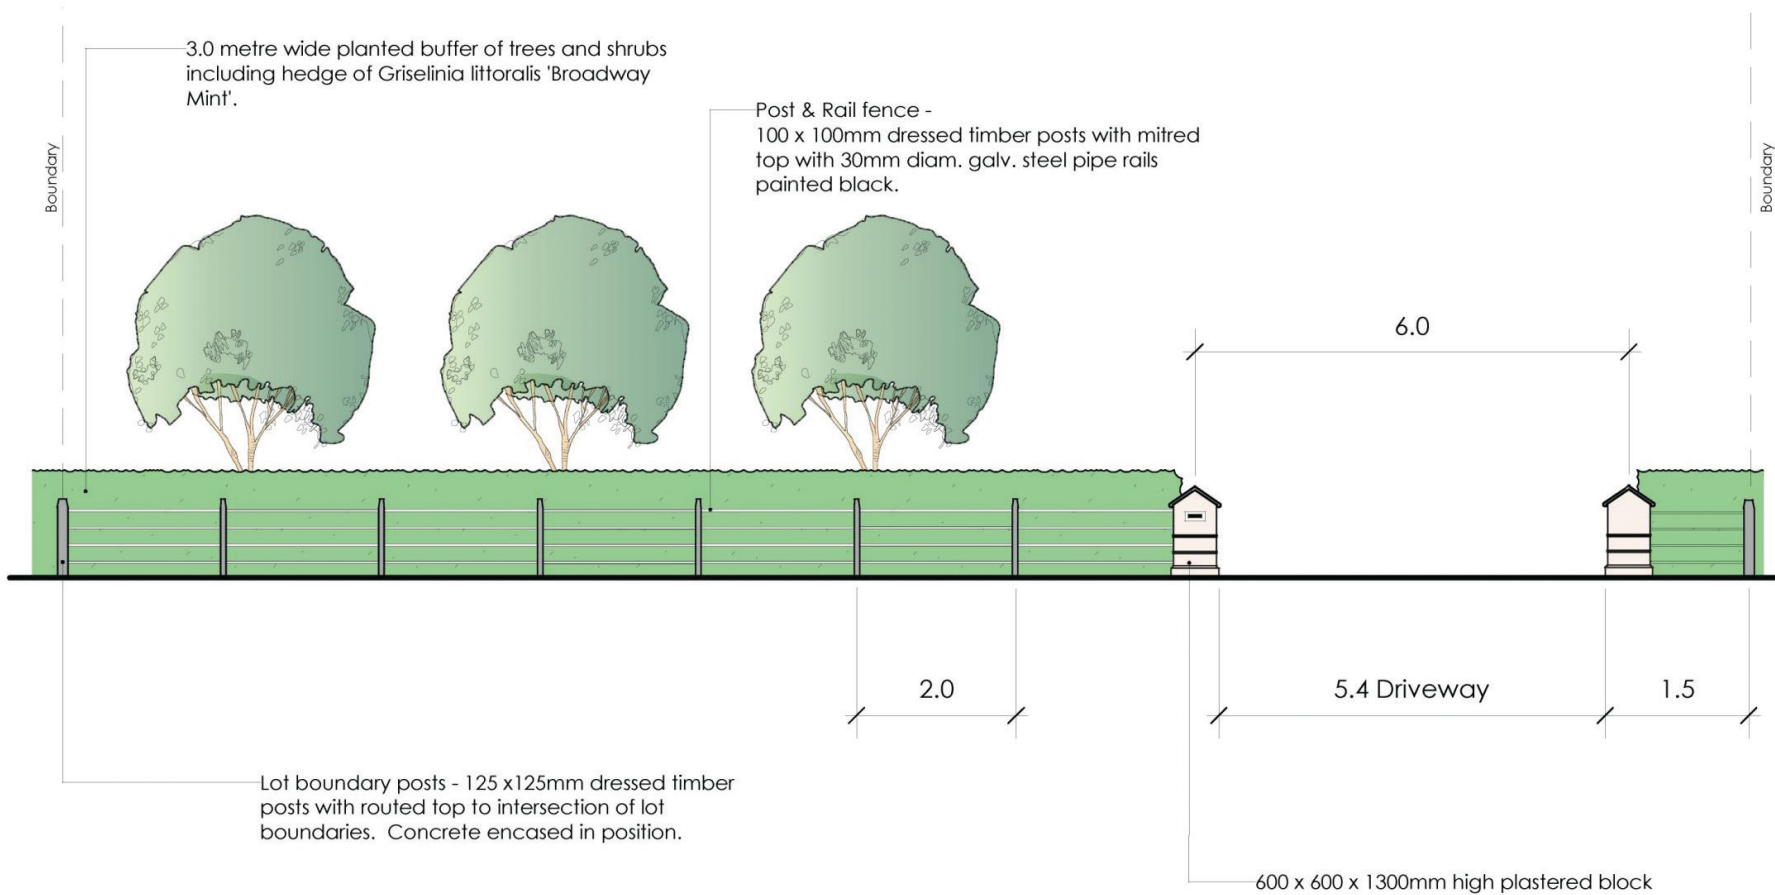 3.0 metre wide planted buffer of trees and shrubs
including hedge of Griselinia littoralis 'Broadway
Mint'.
Post & Rail fence -
100 x 100mm dressed timber posts with mitred
top with 30mm diam. galv. steel pipe rails
painted black.
Boundary
Boundary
6.0
2.0
5.4 Driveway
1.5
Lot boundary posts - 125 x125mm dressed timber
posts with routed top to intersection of lot
boundaries. Concrete encased in position.
600 x 600 x 1300mm high plastered block